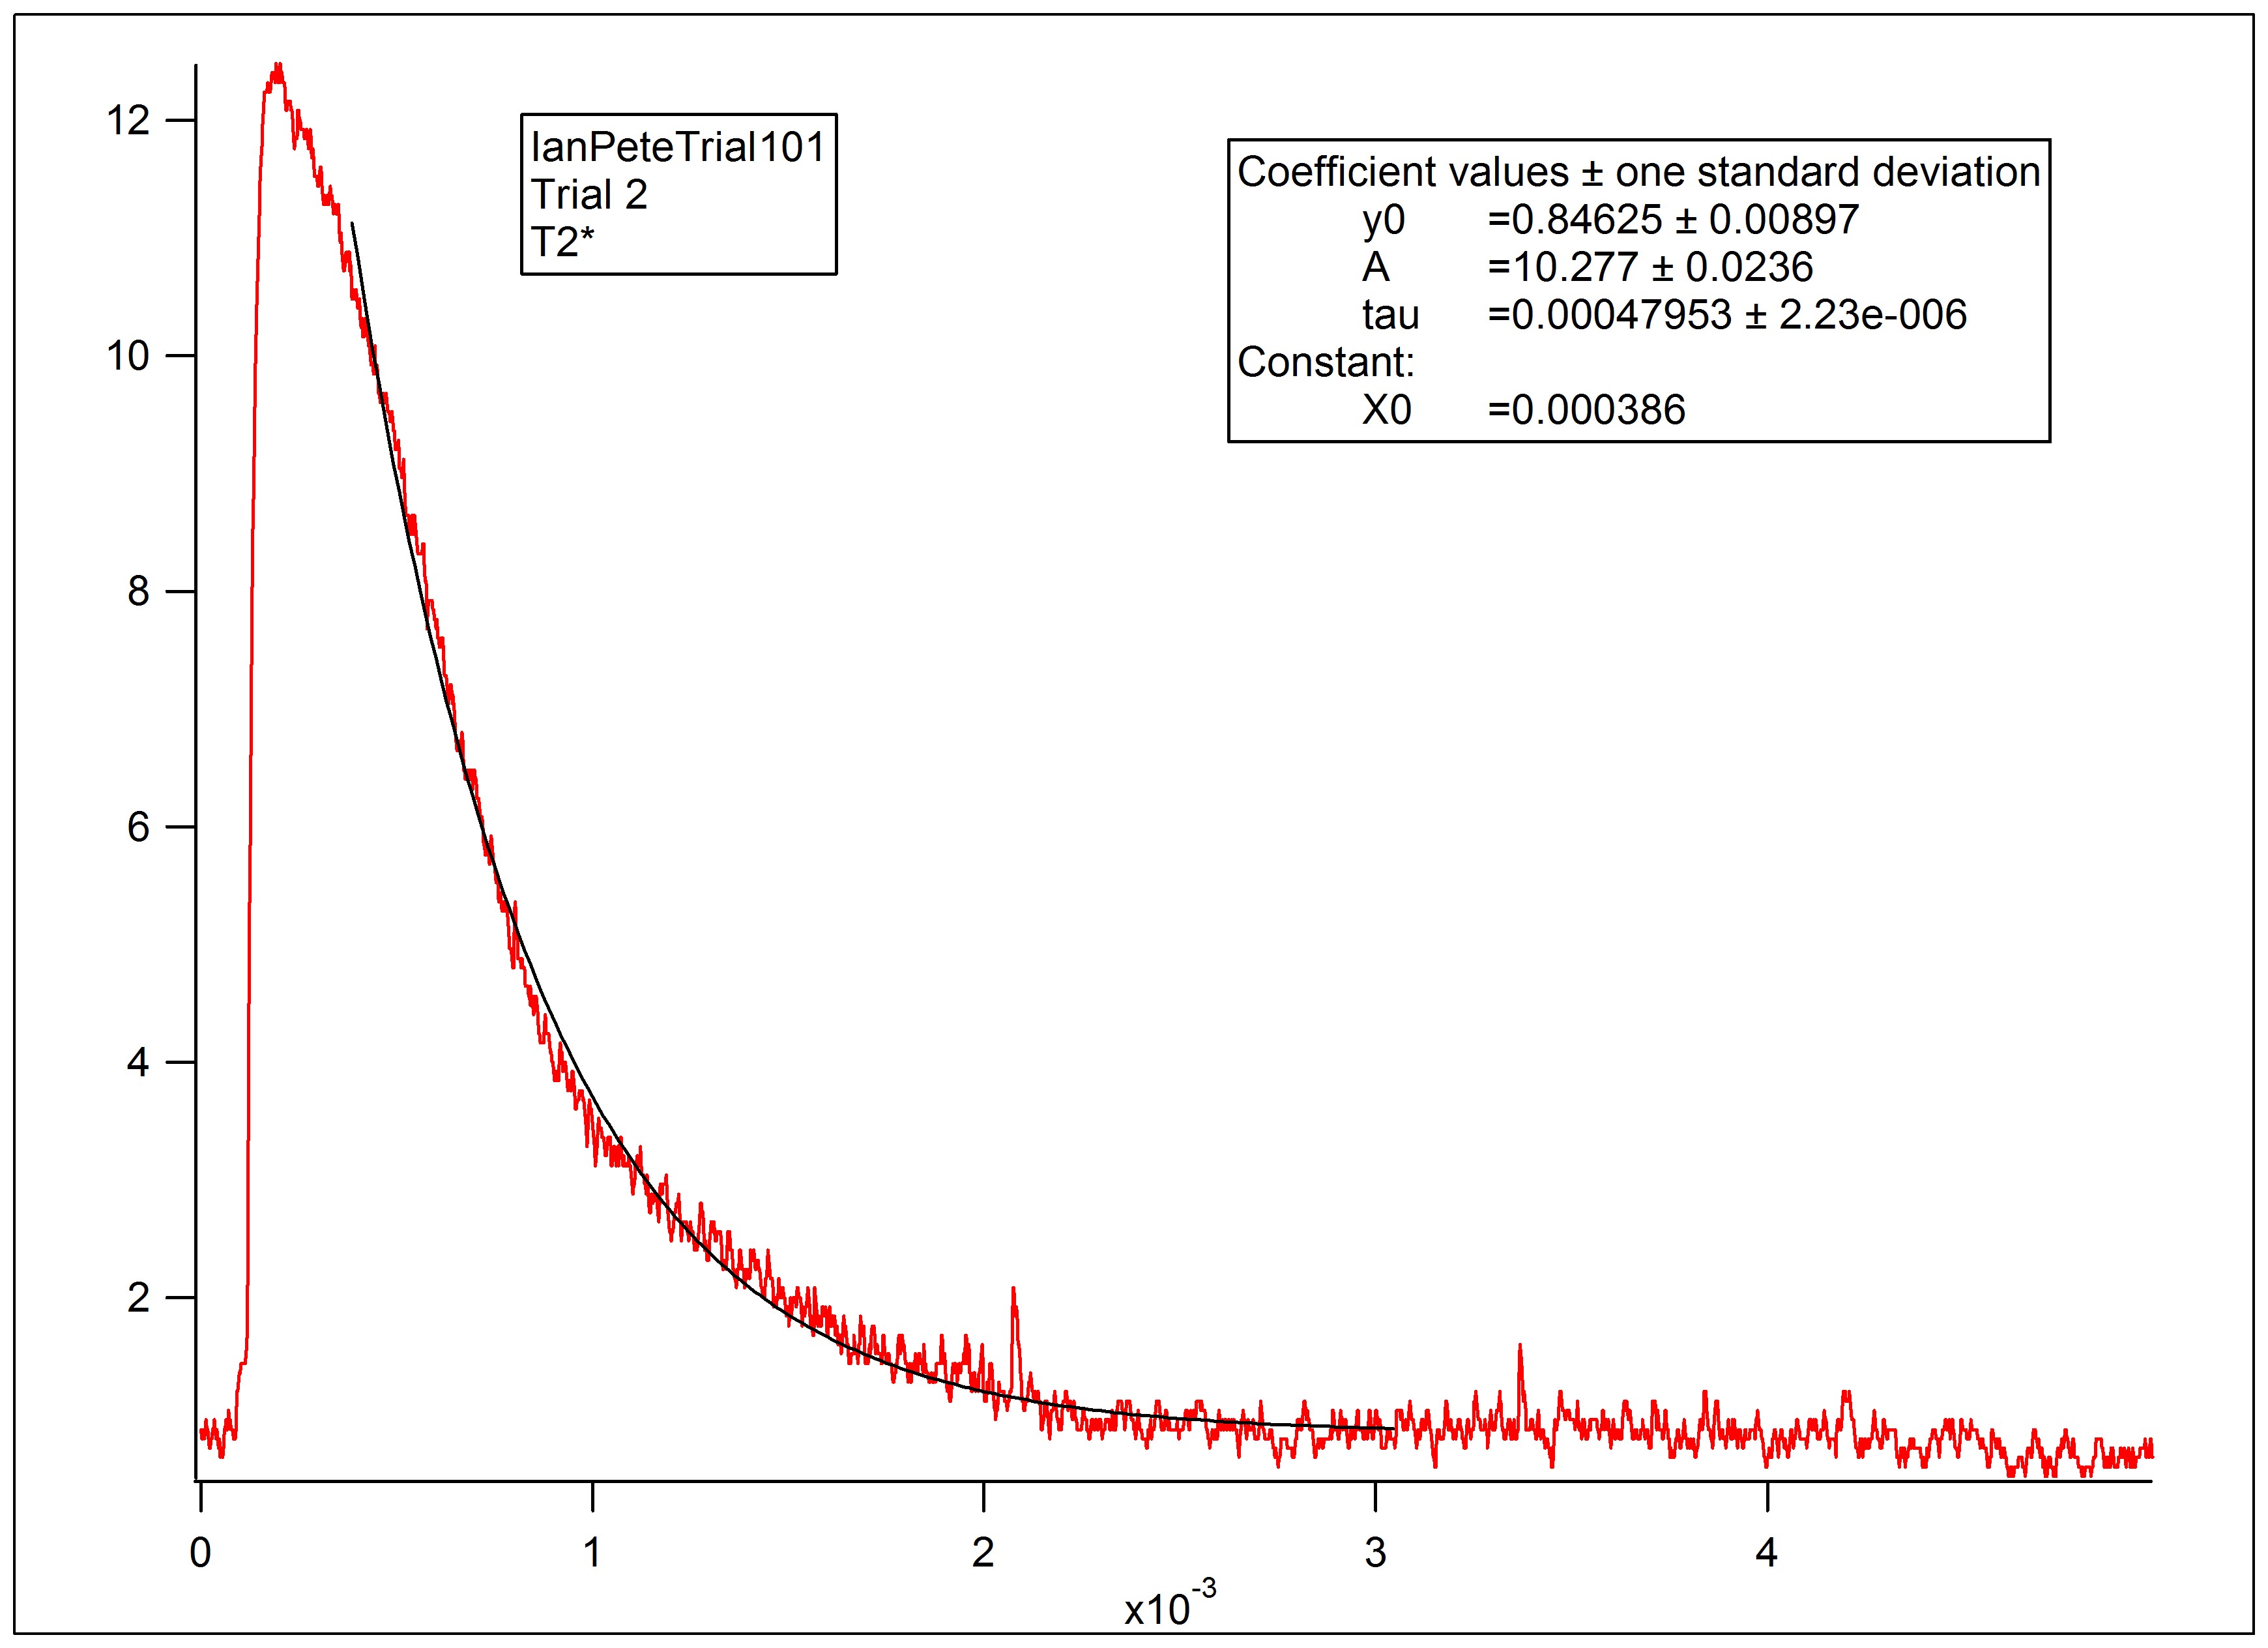 12
10
8
6
4
2
IanPeteTrial101
Trial 2
T2*
Coefficient values ± one standard deviation
y0 =0.84625 ± 0.00897
A =10.277 ± 0.0236
tau =0.00047953 ± 2.23e-006
Constant:
X0 =0.000386
0 1 2 3 4
x10-3